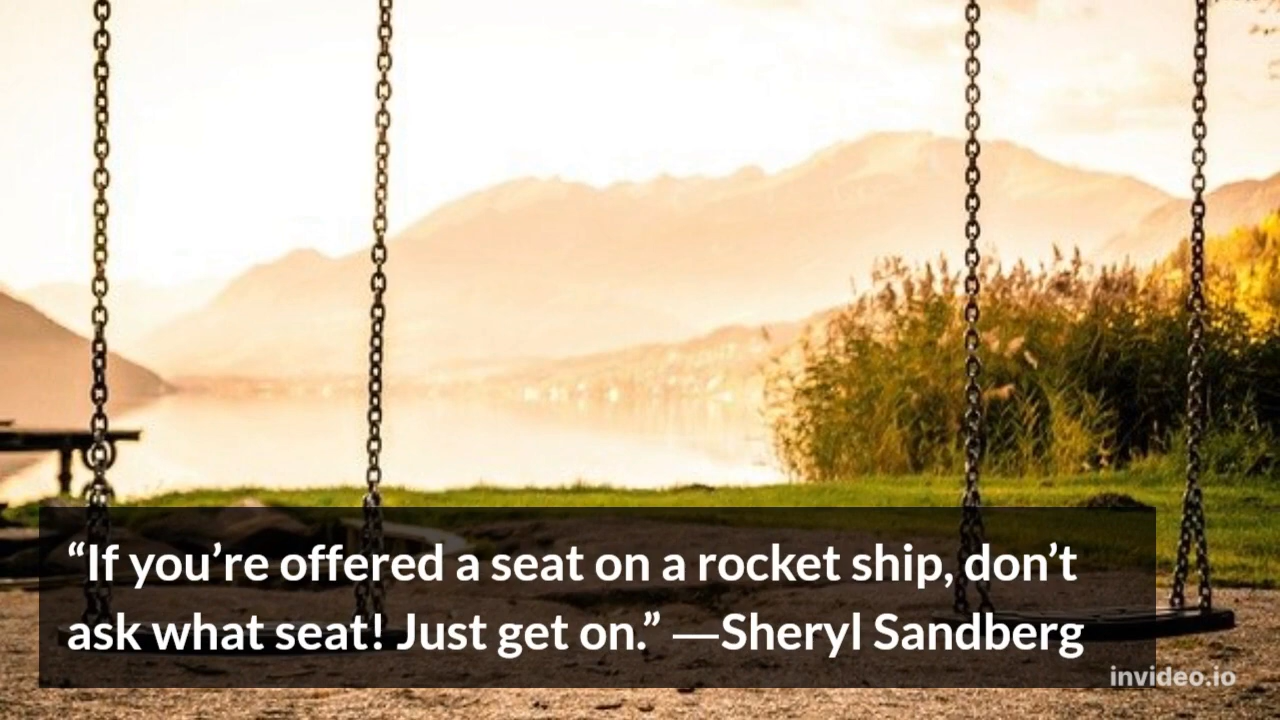 “If you’re offered a seat on a rocket ship, don’t
ask what seat! Just get on.” —Sheryl Sandberg
invideo.io